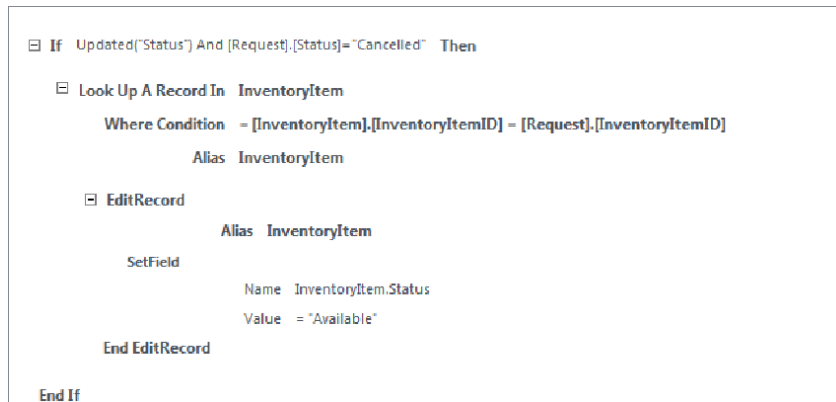 If Updated("Status") And [Request].[Status]="Cancelled" Then
Look Up A Record In InventoryItem
Where Condition = [InventoryItem].[InventoryItemID] = [Request].[InventoryItemID]
Alias InventoryItem
EditRecord
Alias InventoryItem
SetField
Name InventoryItem.Status
Value = "Available"
End EditRecord
End If